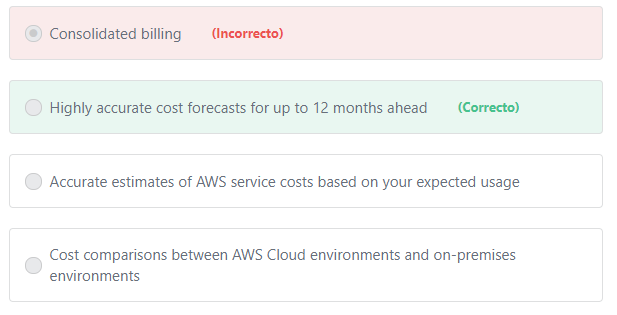 Consolidated billing (Incorrecto)
Highly accurate cost forecasts for up to 12 months ahead (Correcto)
Accurate estimates of AWS service costs based on your expected usage
Cost comparisons between AWS Cloud environments and on-premises
environments